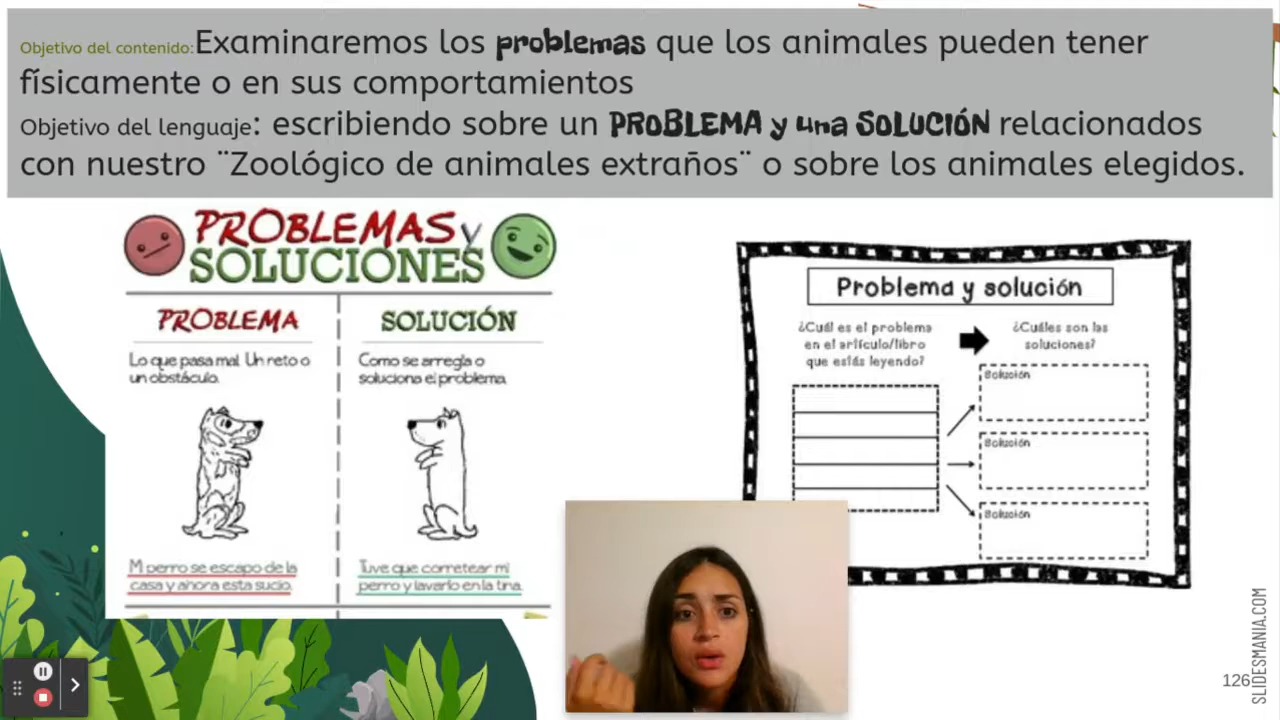 Objetivo del contenido:Examinaremos los problemas que los animales pueden tener
físicamente o en sus comportamientos
Objetivo del lenguaje: escribiendo sobre un PROBLEMA y una SOLUCIÓN relacionados
con nuestro ¨Zoológico de animales extraños¨ o sobre los animales elegidos.
PROBLEMAS y
SOLUCIONES
PROBLEMA
Lo que pasa mal. Un reto o
un obstáculo.
Mi perro se escapo de la
casa y ahora esta sucio.
SOLUCIÓN
Como se arregla o
soluciona el problema
Tuve que corretear mi
perro y lavarlo en la tina.
Problema y solución
¿Cuál es el problema
en el artículo/libro
que estás leyendo?
¿Cuáles son las
soluciones?
Solución
Solución
Solución
126
SLIDESMANIA.COM